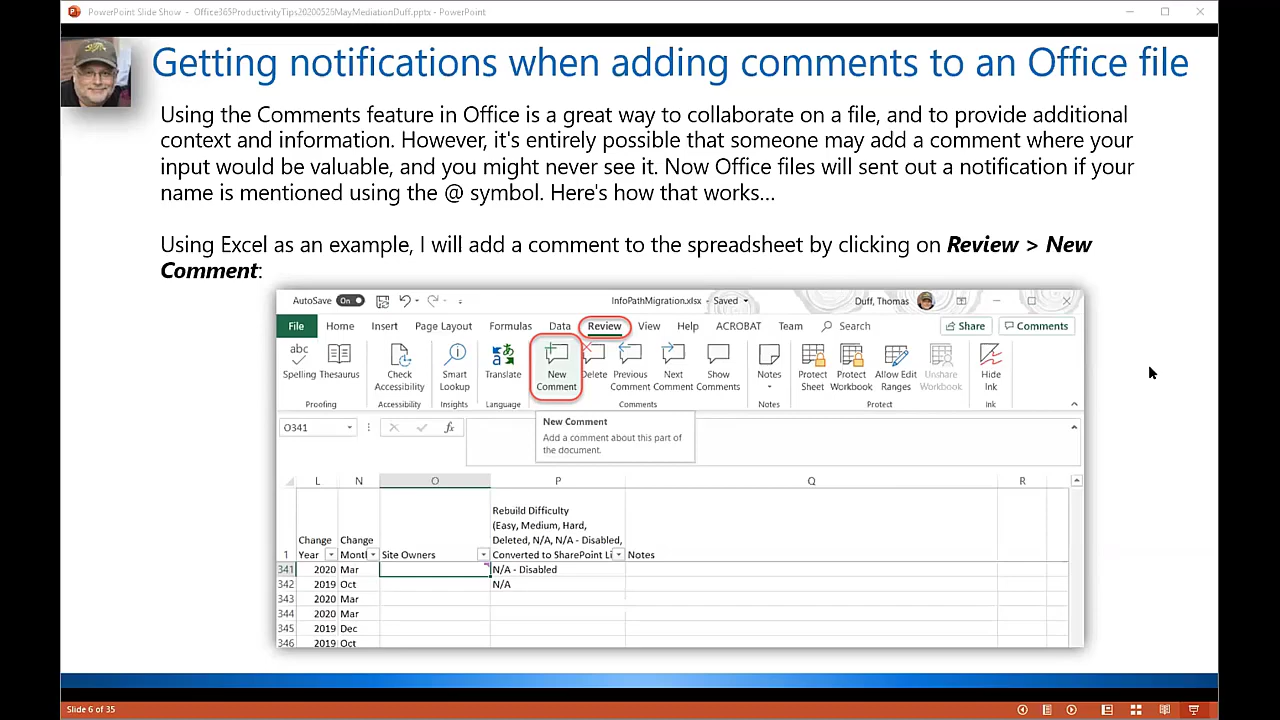 PowerPoint Slide Show - Office365ProductivityTips20200526MayMediationDuff.pptx - PowerPoint
Getting notifications when adding comments to an Office file
Using the Comments feature in Office is a great way to collaborate on a file, and to provide additional
context and information. However, it's entirely possible that someone may add a comment where your
input would be valuable, and you might never see it. Now Office files will sent out a notification if your
name is mentioned using the @ symbol. Here's how that works...
Using Excel as an example, I will add a comment to the spreadsheet by clicking on Review > New
Comment:
AutoSave On InfoPathMigration.xlsx - Saved Duff, Thomas
File Home Insert Page Layout Formulas Data Review View Help ACROBAT Team Search Share Comments
abc
Spelling Thesaurus Check Accessibility Smart Lookup Translate New Comment Delete Previous Comment Next Comment Show Comments Notes Protect Sheet Protect Workbook Allow Edit Ranges Unshare Workbook Hide Ink
Proofing Accessibility Insights Language Comments Notes Protect Ink
O341 fx
New Comment
Add a comment about this part of
the document.
L N O P Q R
Rebuild Difficulty
(Easy, Medium, Hard,
Change Change Deleted, N/A, N/A - Disabled,
1 Year Month Site Owners Converted to SharePoint Li Notes
341 2020 Mar N/A - Disabled
342 2019 Oct N/A
343 2020 Mar
344 2020 Mar
345 2019 Dec
346 2019 Oct
Slide 6 of 35